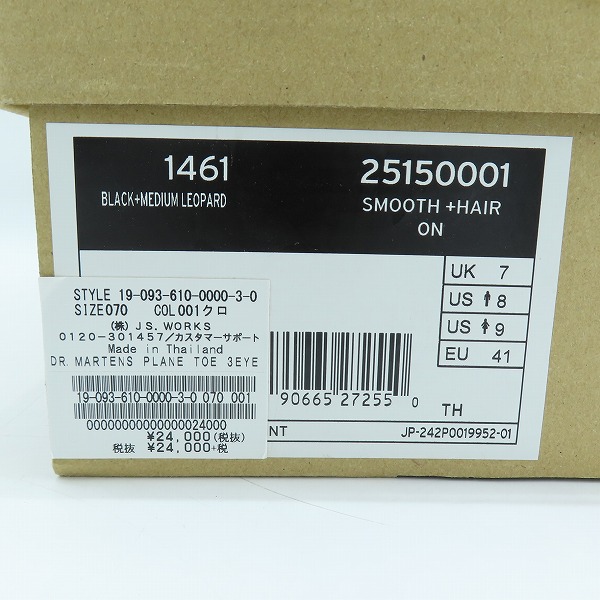 1461
25150001
BLACK+MEDIUM LEOPARD
SMOOTH +HAIR
ON
UK 7
US 8
US 9
EU 41
STYLE 19-093-610-0000-3-0
SIZE070 COL001クロ
(株) JS.WORKS
0120-301457/カスタマーサポート
Made in Thailand
DR. MARTENS PLANE TOE 3EYE
19-093-610-0000-3-0 070 001
00000000000000024000
¥24,000(税抜)
税抜 ¥24,000+税
90665 27255 0
TH
NT
JP-242P0019952-01